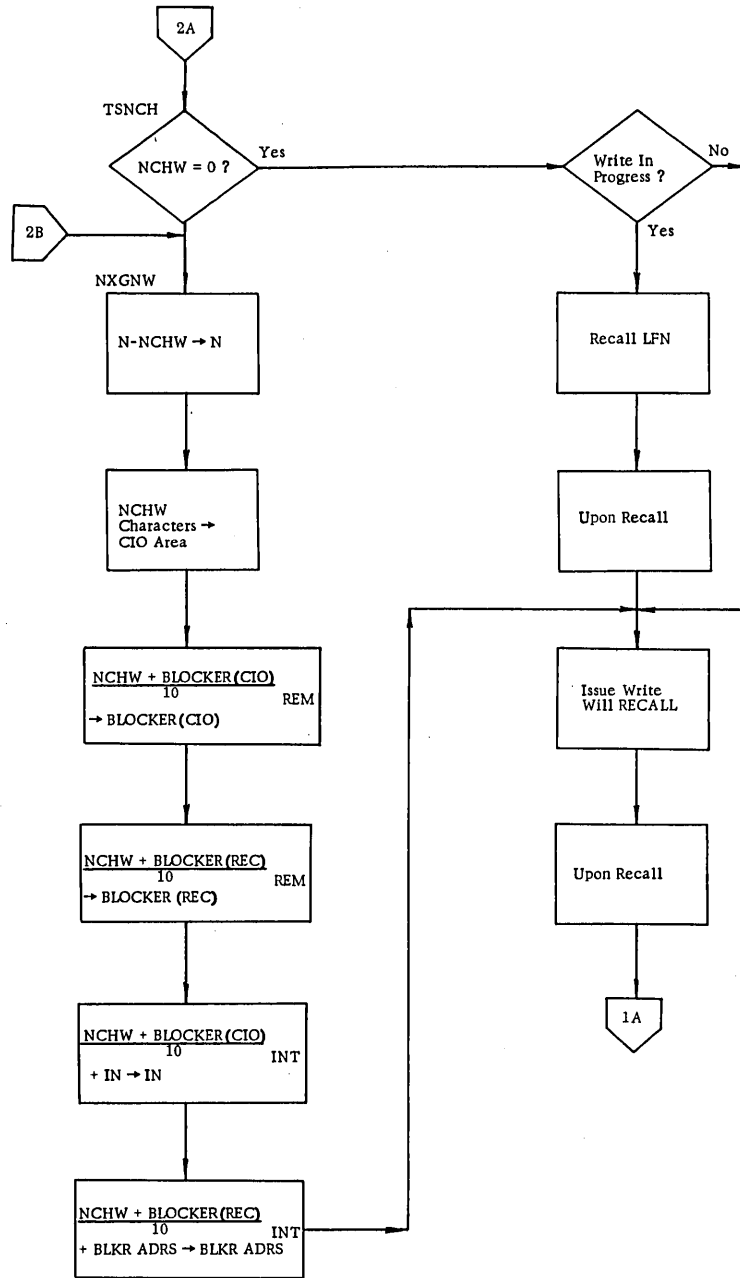 2A
TSNCH
NCHW = 0 ?
Yes
Write In
Progress ?
No
Yes
2B
NXGNW
N-NCHW → N
NCHW
Characters →
CIO Area
NCHW + BLOCKER(CIO)
10
REM
→ BLOCKER(CIO)
NCHW + BLOCKER(REC)
10
REM
→ BLOCKER (REC)
NCHW + BLOCKER(CIO)
10
INT
+ IN → IN
NCHW + BLOCKER(REC)
10
INT
+ BLKR ADRS → BLKR ADRS
Recall LFN
Upon Recall
Issue Write
Will RECALL
Upon Recall
1A